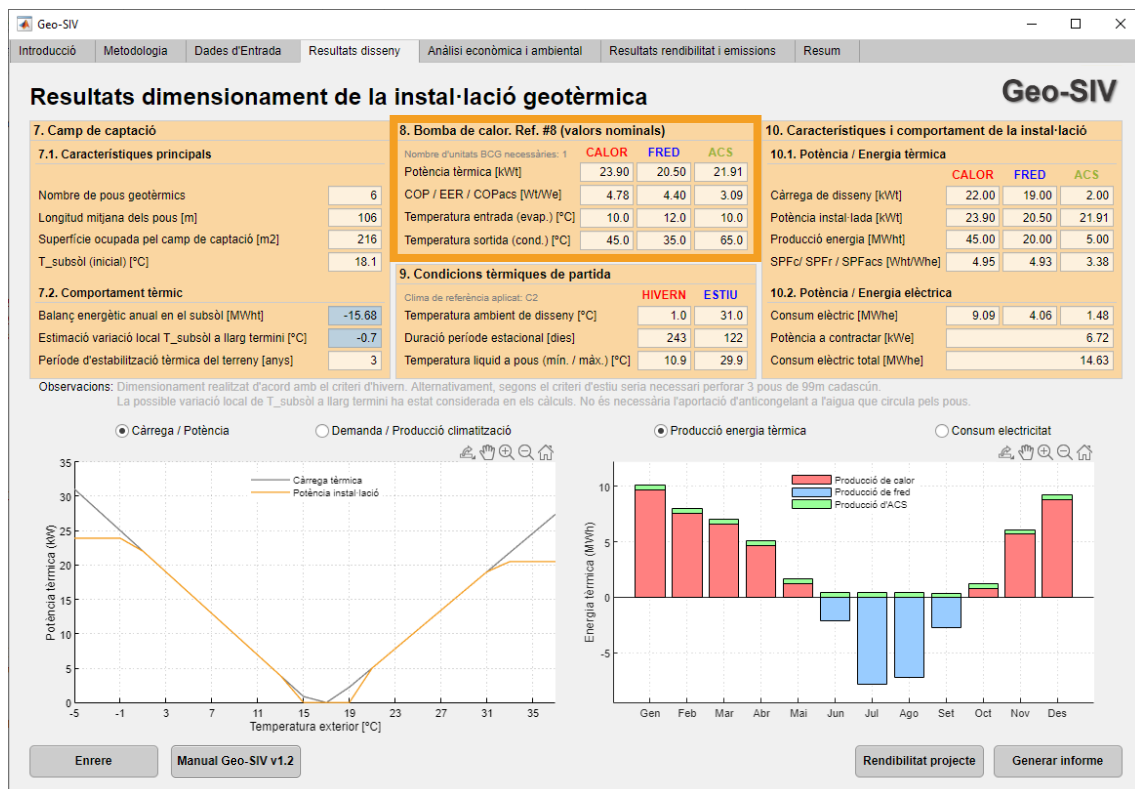 Geo-SIV
Introducció Metodologia Dades d'Entrada Resultats disseny Anàlisi econòmica i ambiental Resultats rendibilitat i emissions Resum
Resultats dimensionament de la instal·lació geotèrmica
Geo-SIV
7. Camp de captació
7.1. Característiques principals
Nombre de pous geotèrmics 6
Longitud mitjana dels pous [m] 106
Superfície ocupada pel camp de captació [m2] 216
T_subsòl (inicial) [ºC] 18.1
7.2. Comportament tèrmic
Balanç energètic anual en el subsòl [MWht] -15.68
Estimació variació local T_subsòl a llarg termini [ºC] -0.7
Període d'estabilització tèrmica del terreny [anys] 3
8. Bomba de calor. Ref. #8 (valors nominals)
Nombre d'unitats BCG necessàries: 1 CALOR FRED ACS
Potència tèrmica [kWt] 23.90 20.50 21.91
COP / EER / COPacs [Wt/We] 4.78 4.40 3.09
Temperatura entrada (evap.) [ºC] 10.0 12.0 10.0
Temperatura sortida (cond.) [ºC] 45.0 35.0 65.0
9. Condicions tèrmiques de partida
Clima de referència aplicat: C2 HIVERN ESTIU
Temperatura ambient de disseny [ºC] 1.0 31.0
Duració període estacional [dies] 243 122
Temperatura líquid a pous (mín. / màx.) [ºC] 10.9 29.9
10. Característiques i comportament de la instal·lació
10.1. Potència / Energia tèrmica
CALOR FRED ACS
Càrrega de disseny [kWt] 22.00 19.00 2.00
Potència instal·lada [kWt] 23.90 20.50 21.91
Producció energia [MWht] 45.00 20.00 5.00
SPFc/ SPFr / SPFacs [Wht/Whe] 4.95 4.93 3.38
10.2. Potència / Energia elèctrica
Consum elèctric [MWhe] 9.09 4.06 1.48
Potència a contractar [kWe] 6.72
Consum elèctric total [MWhe] 14.63
Observacions: Dimensionament realitzat d'acord amb el criteri d'hivern. Alternativament, segons el criteri d'estiu seria necessari perforar 3 pous de 99m cadascún.
La possible variació local de T_subsòl a llarg termini ha estat considerada en els càlculs. No és necessària l'aportació d'anticongelant a l'aigua que circula pels pous.
Càrrega / Potència Demanda / Producció climatització
Producció energia tèrmica Consum electricitat
Potència tèrmica (kW)
35
30
25
20
15
10
5
0
Càrrega tèrmica
Potència instal·lació
-5 -1 3 7 11 15 19 23 27 31 35
Temperatura exterior [ºC]
Energia tèrmica (MWh)
10
5
0
-5
Producció de calor
Producció de fred
Producció d'ACS
Gen Feb Mar Abr Mai Jun Jul Ago Set Oct Nov Des
Enrere Manual Geo-SIV v1.2 Rendibilitat projecte Generar informe